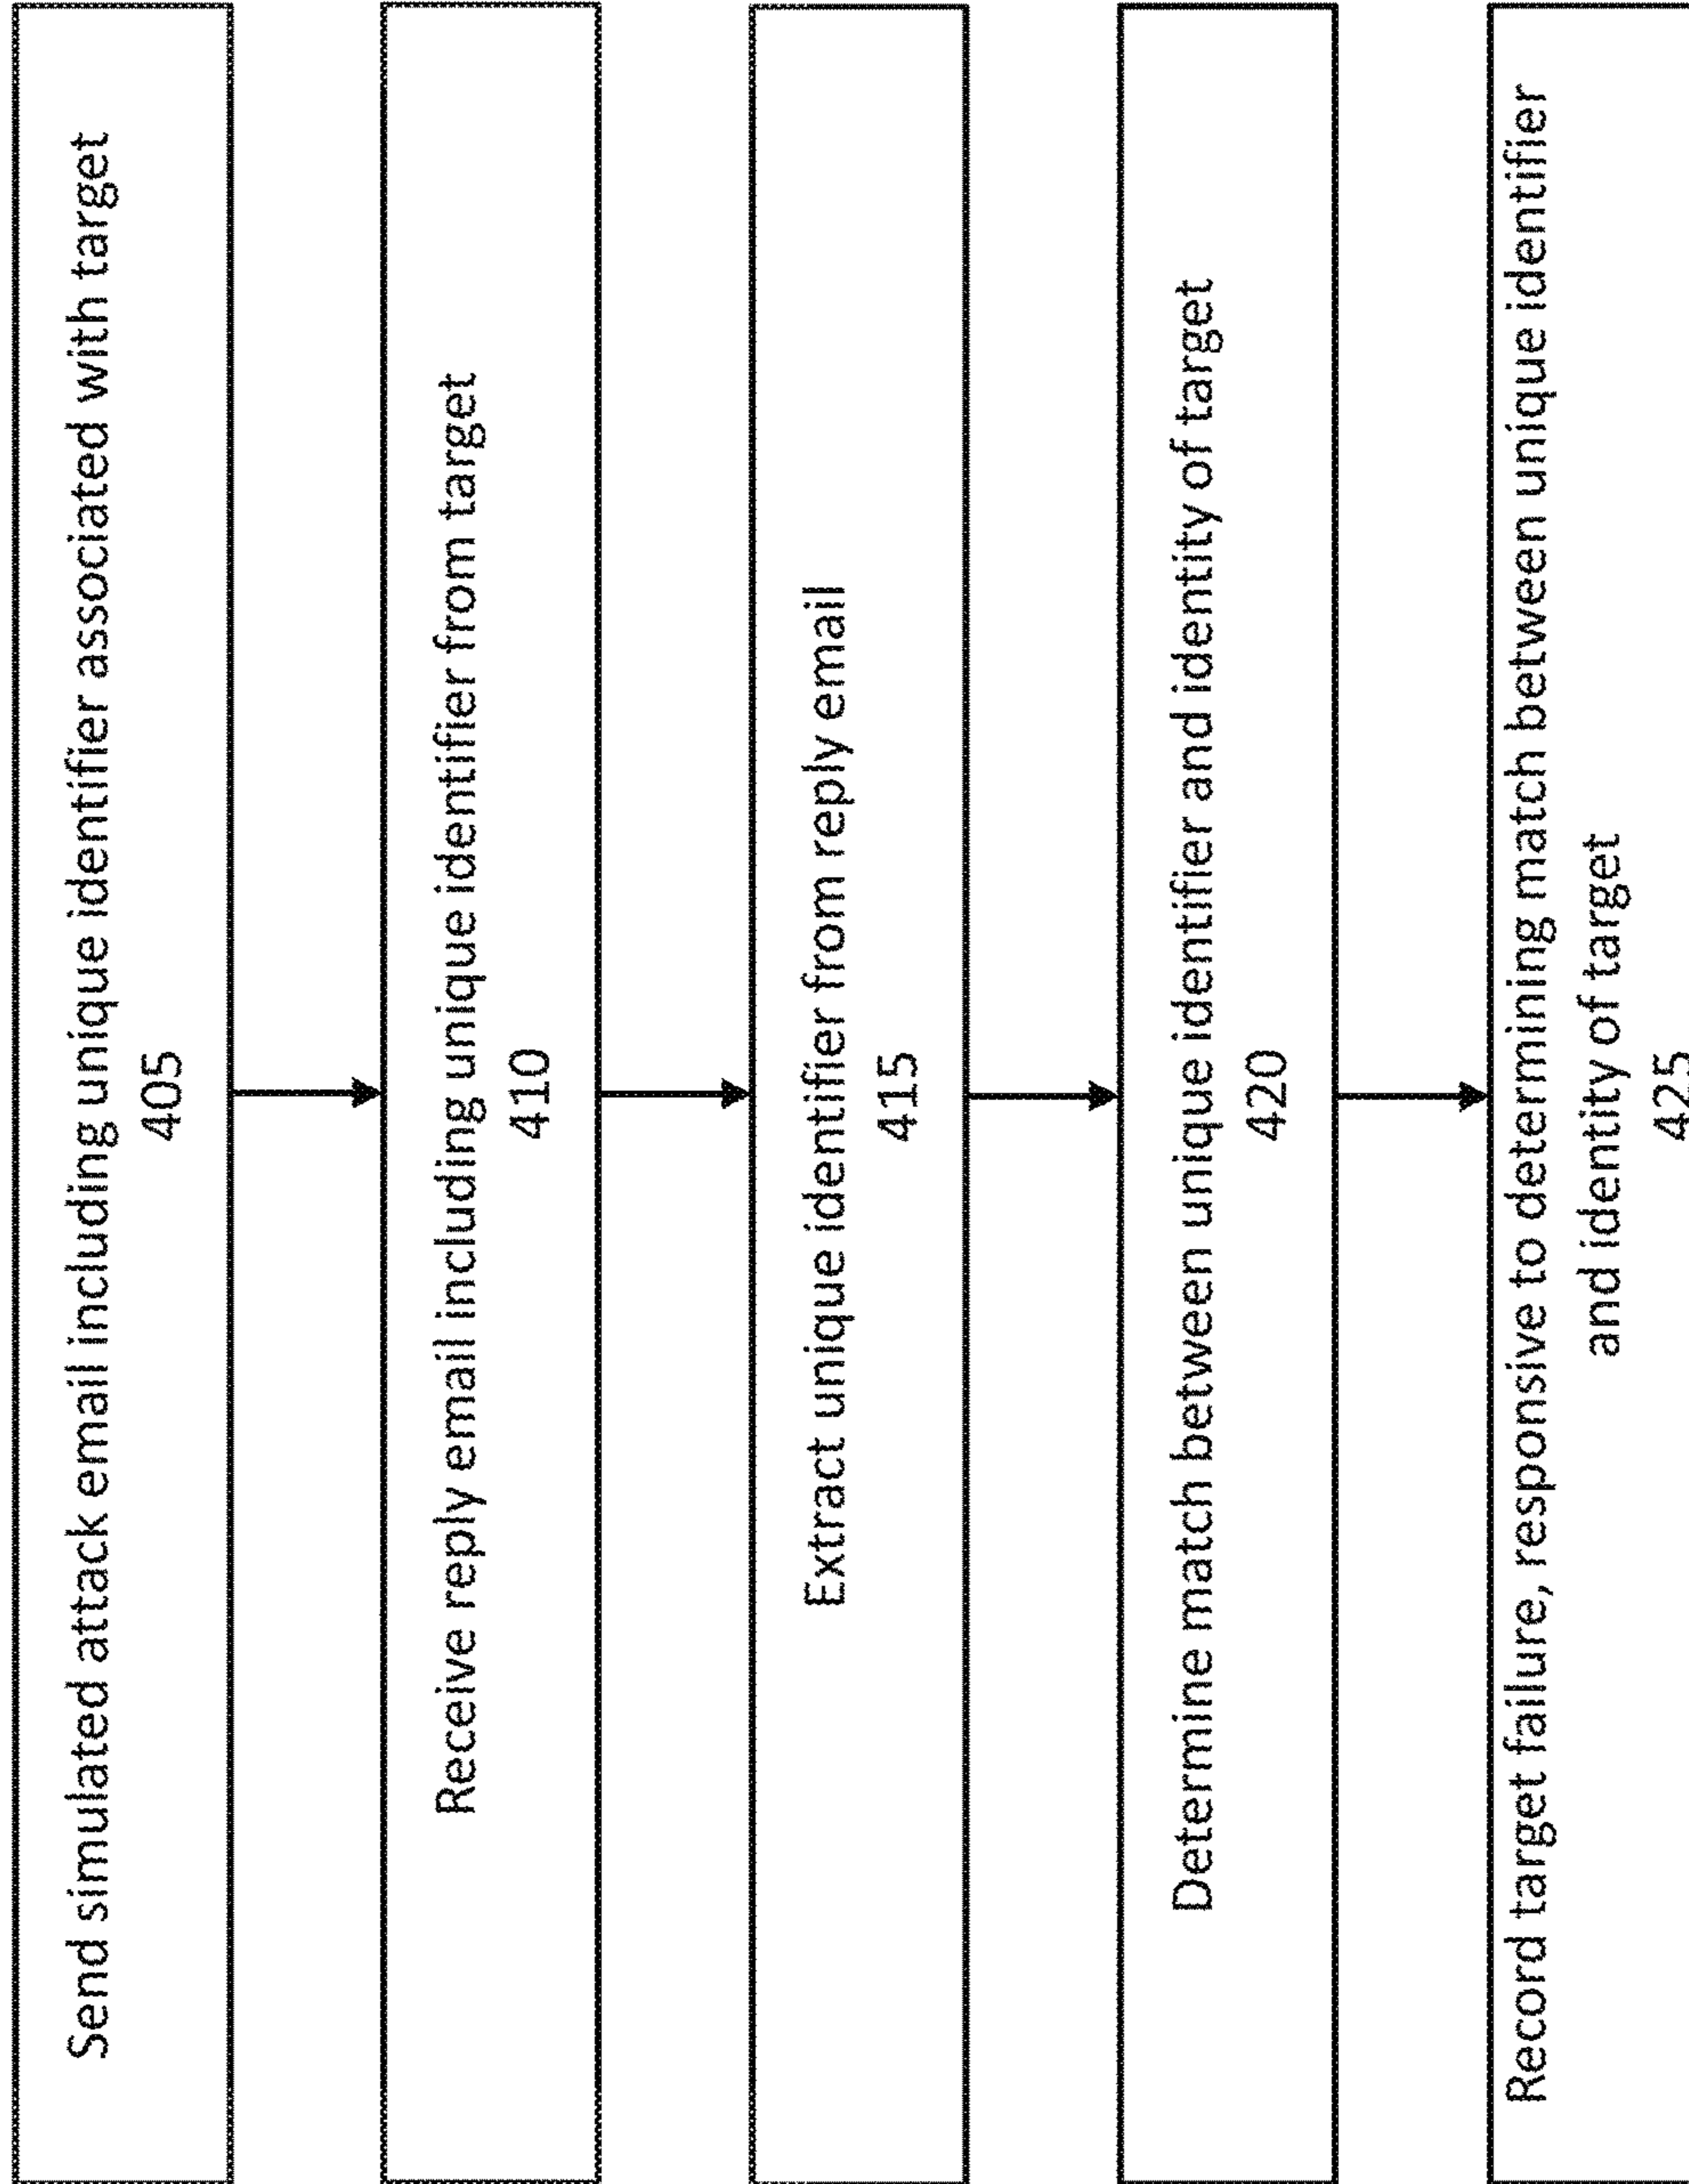 Send simulated attack email including unique identifier associated with target
405
Receive reply email including unique identifier from target
410
Extract unique identifier from reply email
415
Determine match between unique identifier and identity of target
420
Record target failure, responsive to determining match between unique identifier
and identity of target
425